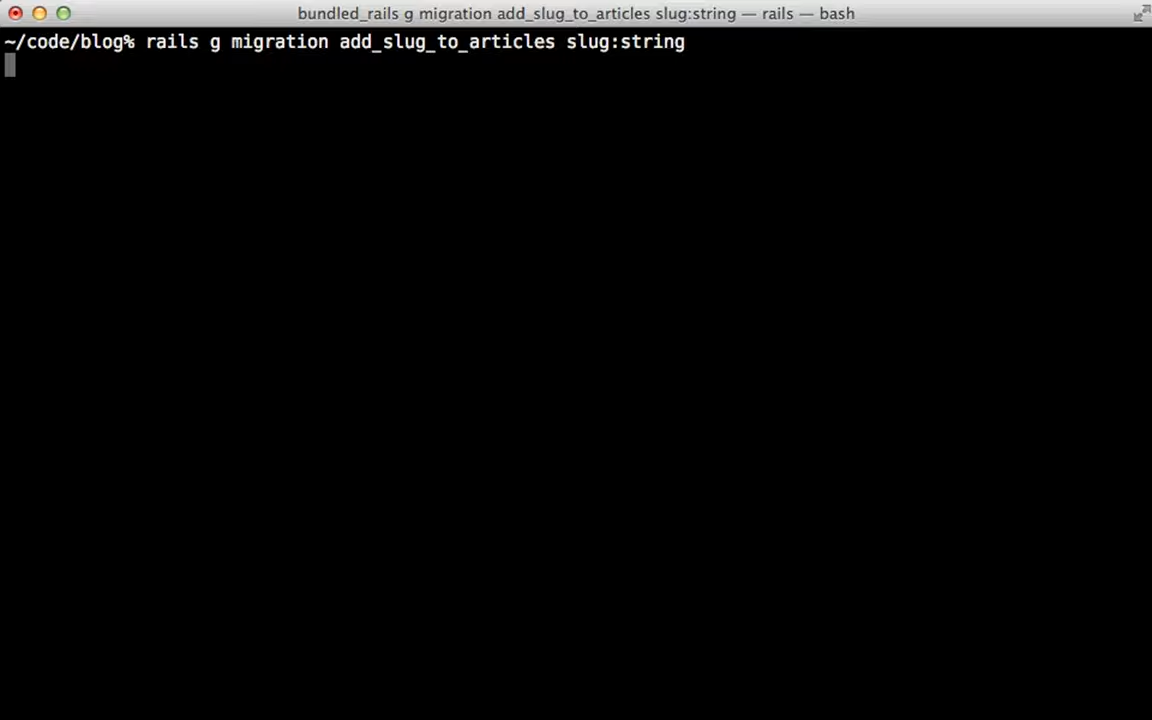 bundled_rails g migration add_slug_to_articles slug:string — rails — bash
~/code/blog% rails g migration add_slug_to_articles slug:string